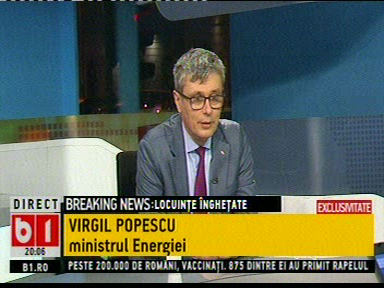 DIRECT
BREAKING NEWS:LOCUINȚE ÎNGHEȚATE
EXCLUSIVITATE
b1
VIRGIL POPESCU
ministrul Energiei
20:06
B1.RO
PESTE 200.000 DE ROMÂNI, VACCINAȚI. 875 DINTRE EI AU PRIMIT RAPELUL